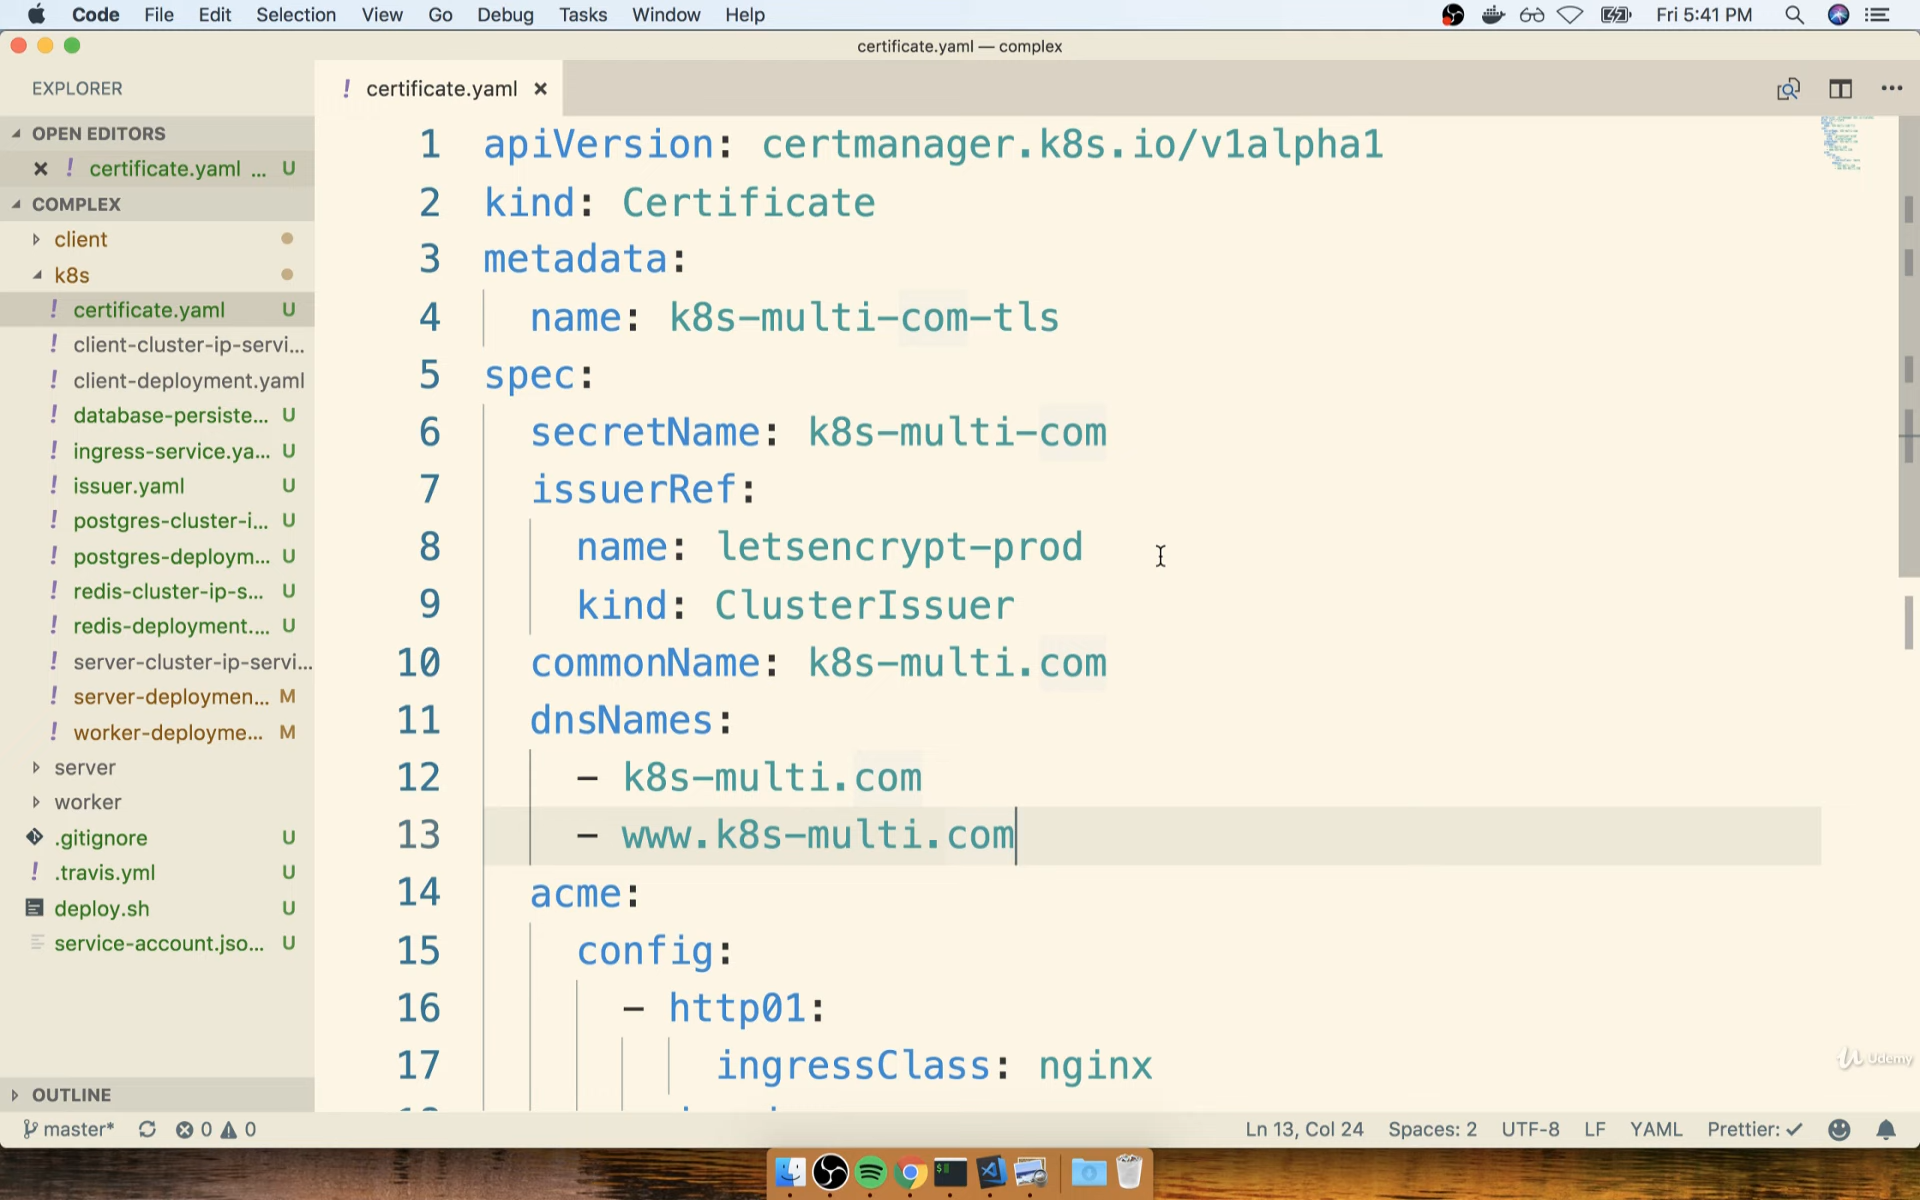 Code File Edit Selection View Go Debug Tasks Window Help Fri 5:41 PM
certificate.yaml — complex
EXPLORER
! certificate.yaml ×
OPEN EDITORS
× ! certificate.yaml ... U
COMPLEX
client
k8s
! certificate.yaml U
! client-cluster-ip-servi...
! client-deployment.yaml
! database-persiste... U
! ingress-service.ya... U
! issuer.yaml U
! postgres-cluster-i... U
! postgres-deploym... U
! redis-cluster-ip-s... U
! redis-deployment.... U
! server-cluster-ip-servi...
! server-deploymen... M
! worker-deployme... M
server
worker
.gitignore U
! .travis.yml U
deploy.sh U
service-account.jso... U
OUTLINE
1 apiVersion: certmanager.k8s.io/v1alpha1
2 kind: Certificate
3 metadata:
4 name: k8s-multi-com-tls
5 spec:
6 secretName: k8s-multi-com
7 issuerRef:
8 name: letsencrypt-prod
9 kind: ClusterIssuer
10 commonName: k8s-multi.com
11 dnsNames:
12 - k8s-multi.com
13 - www.k8s-multi.com
14 acme:
15 config:
16 - http01:
17 ingressClass: nginx
Udemy
master* 0 0 Ln 13, Col 24 Spaces: 2 UTF-8 LF YAML Prettier: ✓